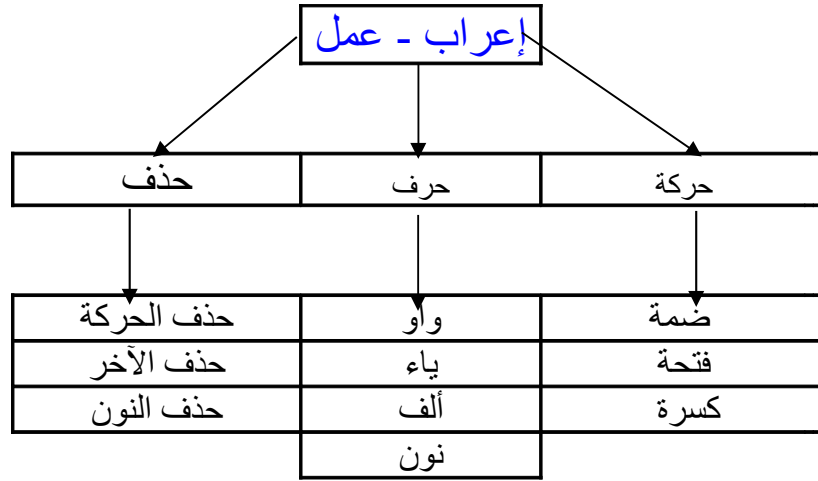 إعراب - عمل
حركة حرف حذف
ضمة واو حذف الحركة
فتحة ياء حذف الآخر
كسرة ألف حذف النون
نون